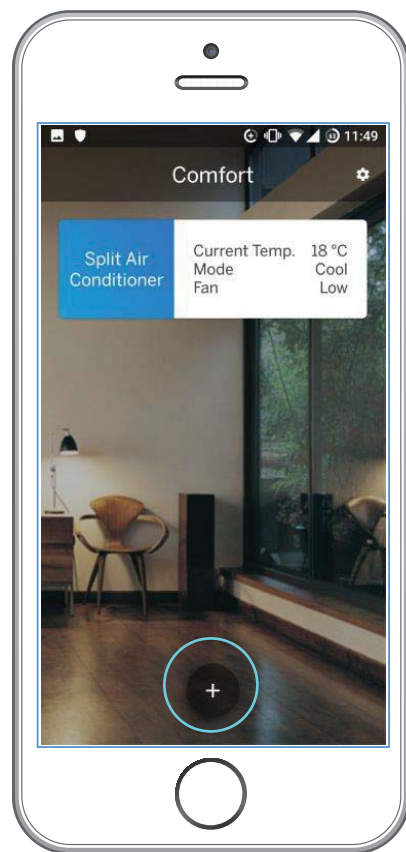 11:49
Comfort
Split Air
Conditioner
Current Temp. 18 °C
Mode Cool
Fan Low
+